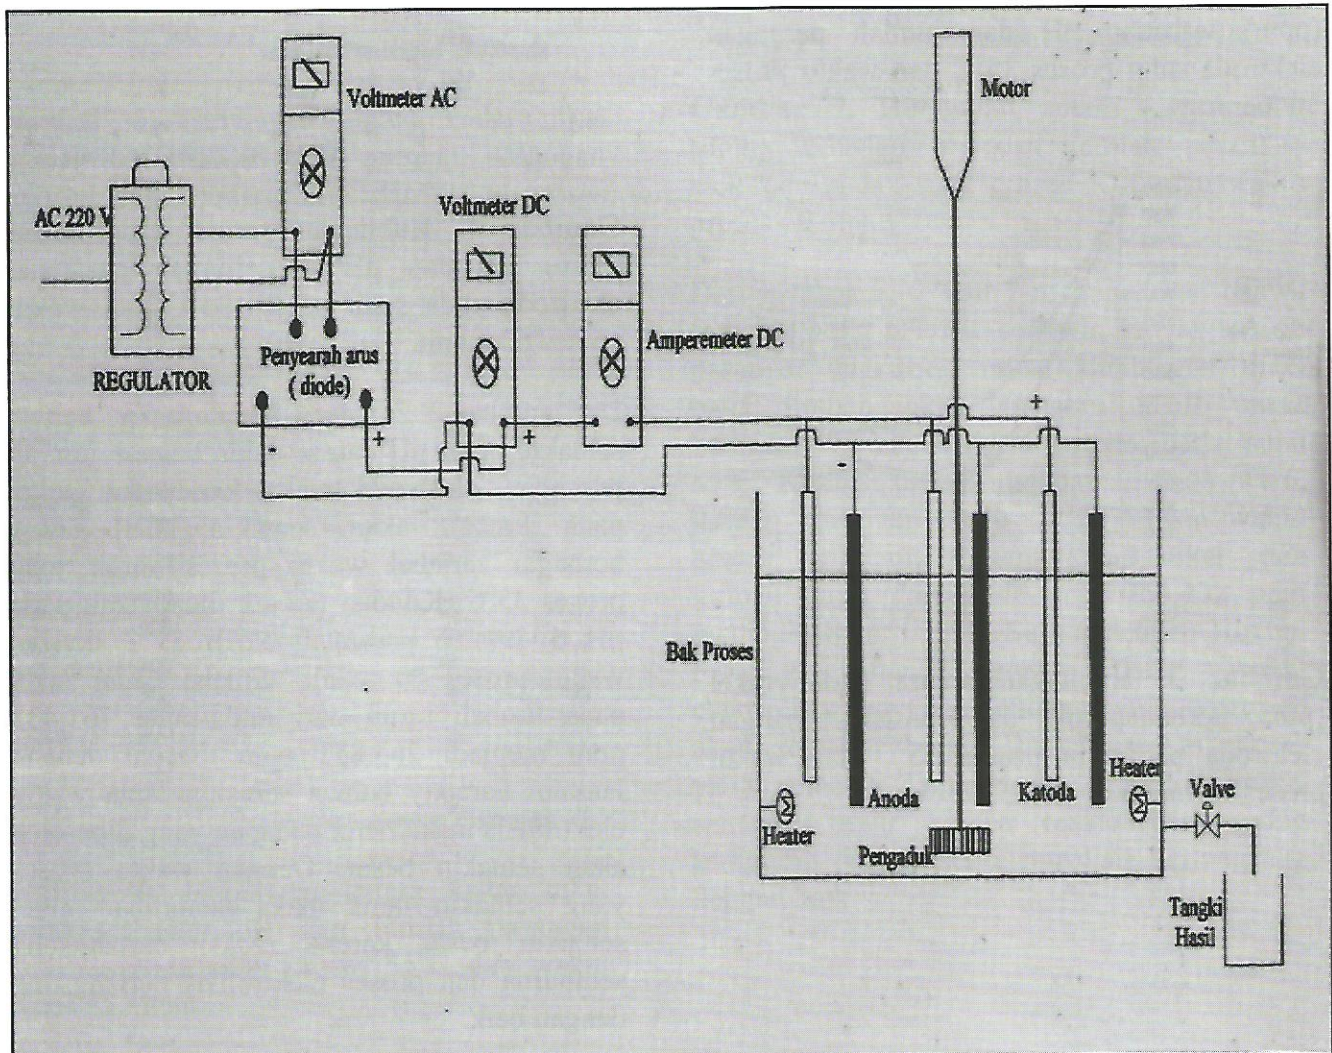 Voltmeter AC
Motor
AC 220 V
Voltmeter DC
REGULATOR
Penyearah arus
( diode)
Amperemeter DC
-
+
+
+
-
Bak Proses
Heater
Anoda
Pengaduk
Katoda
Heater
Valve
Tangki
Hasil